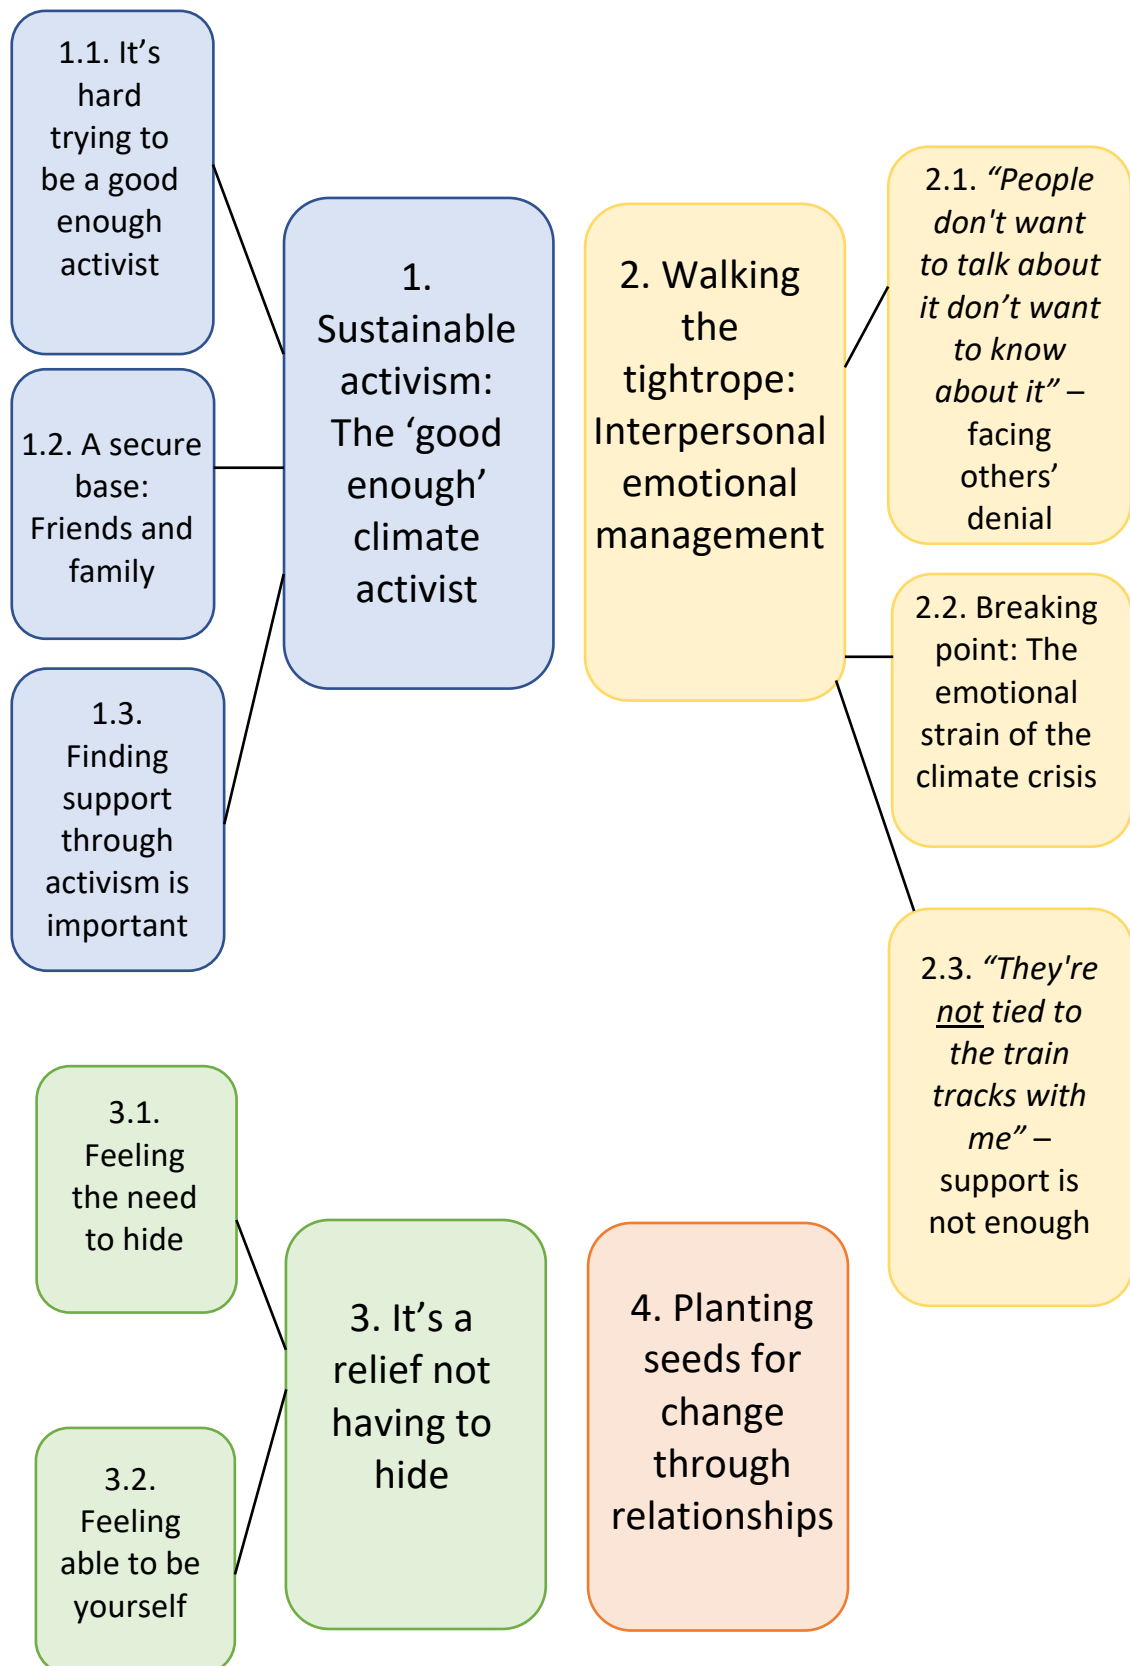 1.1. It’s
hard
trying to
be a good
enough
activist
1.2. A secure
base:
Friends and
family
1.3.
Finding
support
through
activism is
important
1.
Sustainable
activism:
The ‘good
enough’
climate
activist
2. Walking
the
tightrope:
Interpersonal
emotional
management
2.1. “People
don't want
to talk about
it don’t want
to know
about it” –
facing
others’
denial
2.2. Breaking
point: The
emotional
strain of the
climate crisis
2.3. “They're
not tied to
the train
tracks with
me” –
support is
not enough
3.1.
Feeling
the need
to hide
3.2.
Feeling
able to be
yourself
3. It’s a
relief not
having to
hide
4. Planting
seeds for
change
through
relationships